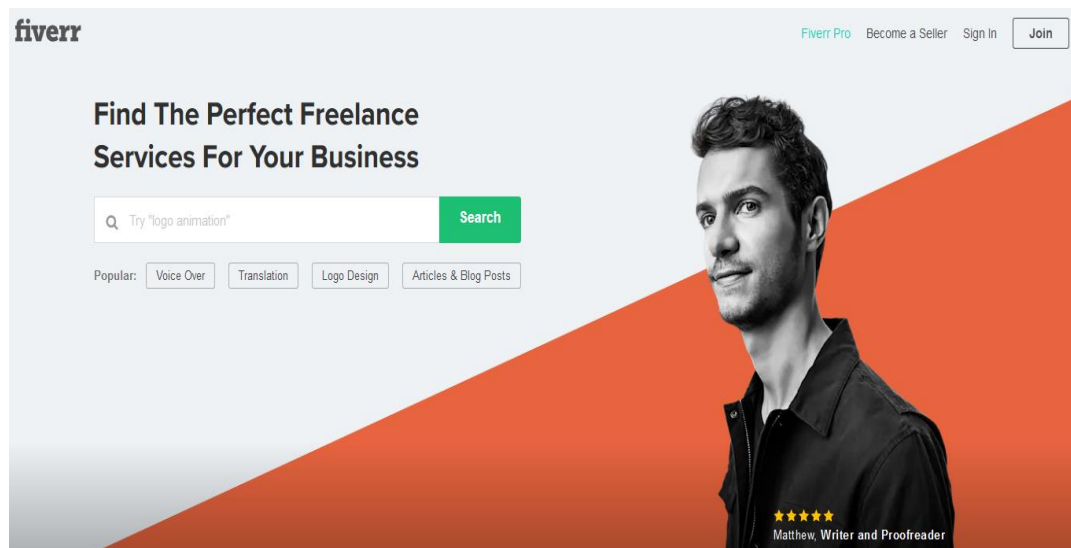 fiverr
Fiverr Pro Become a Seller Sign In Join
Find The Perfect Freelance
Services For Your Business
Try "logo animation" Search
Popular: Voice Over Translation Logo Design Articles & Blog Posts
Matthew, Writer and Proofreader